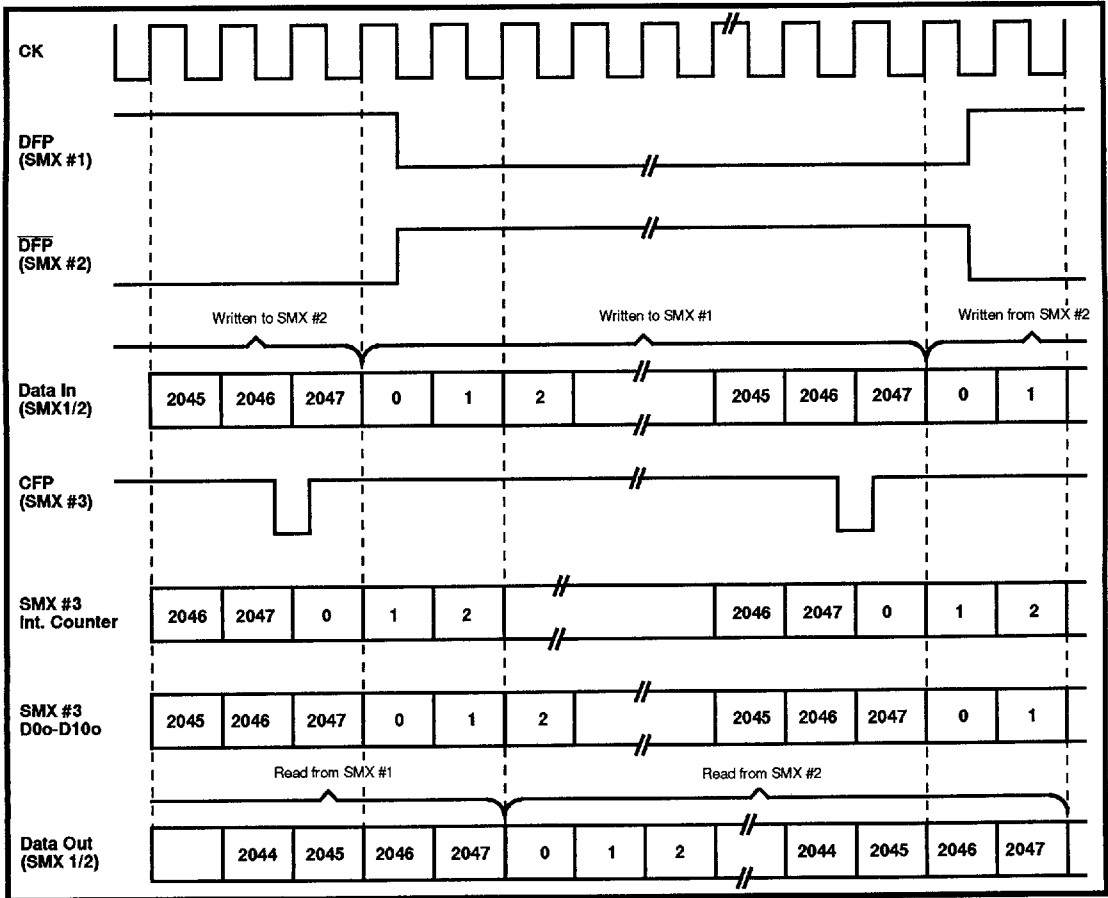 CK
DFP
(SMX #1)
DFP
(SMX #2)
Written to SMX #2 Written to SMX #1 Written from SMX #2
Data In
(SMX1/2)
2045 2046 2047 0 1 2 2045 2046 2047 0 1
CFP
(SMX #3)
SMX #3
Int. Counter
2046 2047 0 1 2 2046 2047 0 1 2
SMX #3
D0o-D10o
2045 2046 2047 0 1 2 2045 2046 2047 0 1
Read from SMX #1 Read from SMX #2
Data Out
(SMX 1/2)
2044 2045 2046 2047 0 1 2 2044 2045 2046 2047